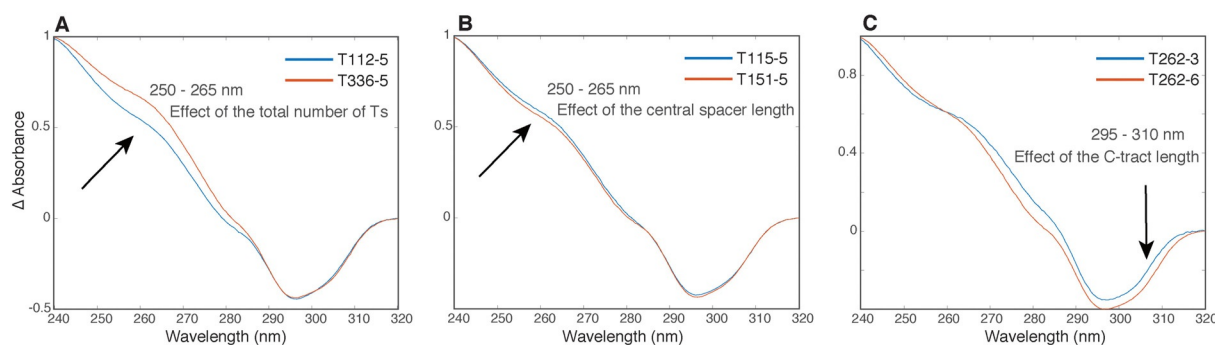 A
1
T112-5
T336-5
250 - 265 nm
Effect of the total number of Ts
0.5
Δ Absorbance
0
-0.5
240 250 260 270 280 290 300 310 320
Wavelength (nm)
B
1
T115-5
T151-5
250 - 265 nm
Effect of the central spacer length
0.5
0
240 250 260 270 280 290 300 310 320
Wavelength (nm)
C
T262-3
T262-6
0.8
295 - 310 nm
Effect of the C-tract length
0.4
0
240 250 260 270 280 290 300 310 320
Wavelength (nm)